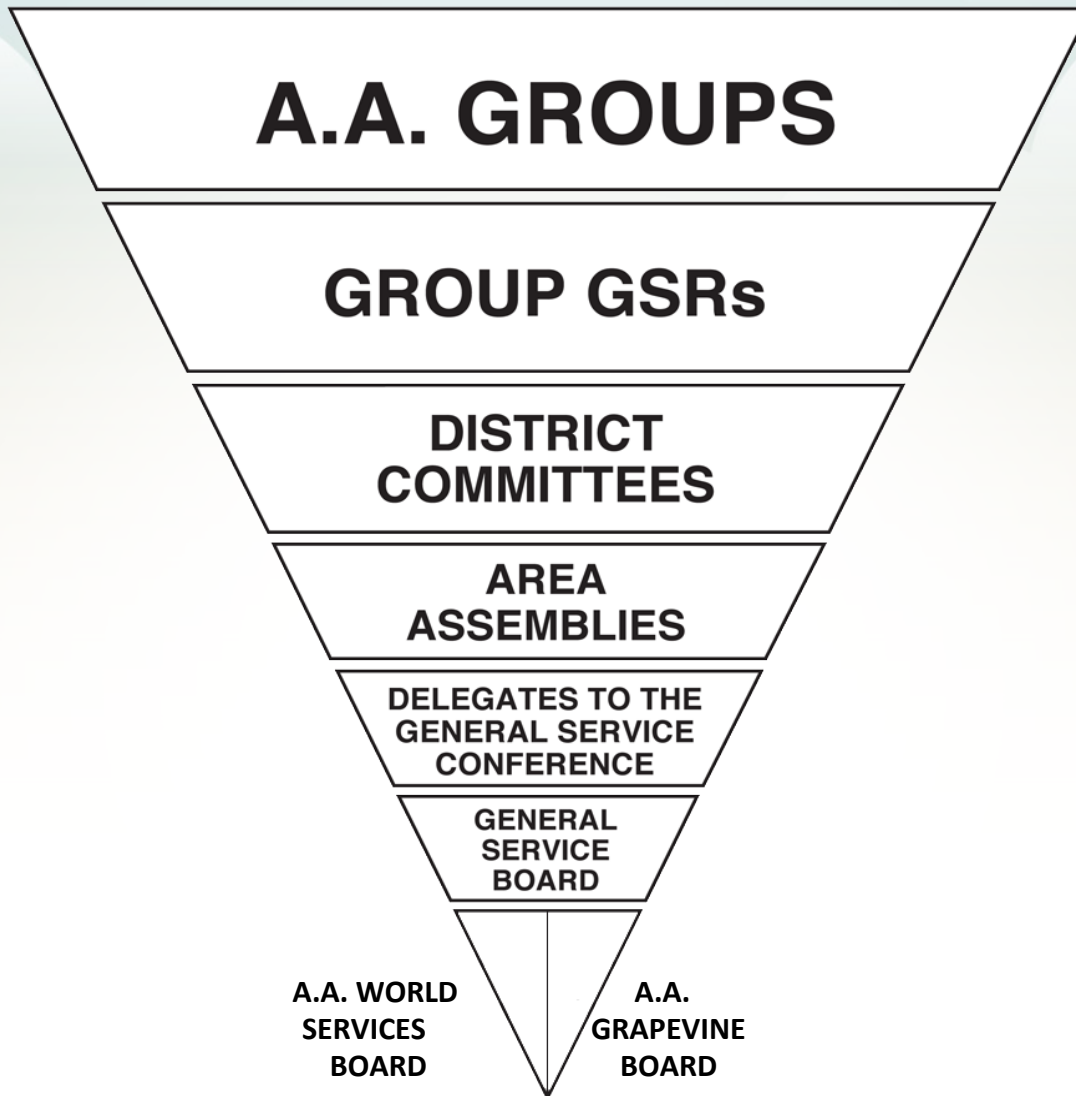 A.A. GROUPS
GROUP GSRs
DISTRICT
COMMITTEES
AREA
ASSEMBLIES
DELEGATES TO THE
GENERAL SERVICE
CONFERENCE
GENERAL
SERVICE
BOARD
A.A. WORLD
SERVICES
BOARD
A.A.
GRAPEVINE
BOARD